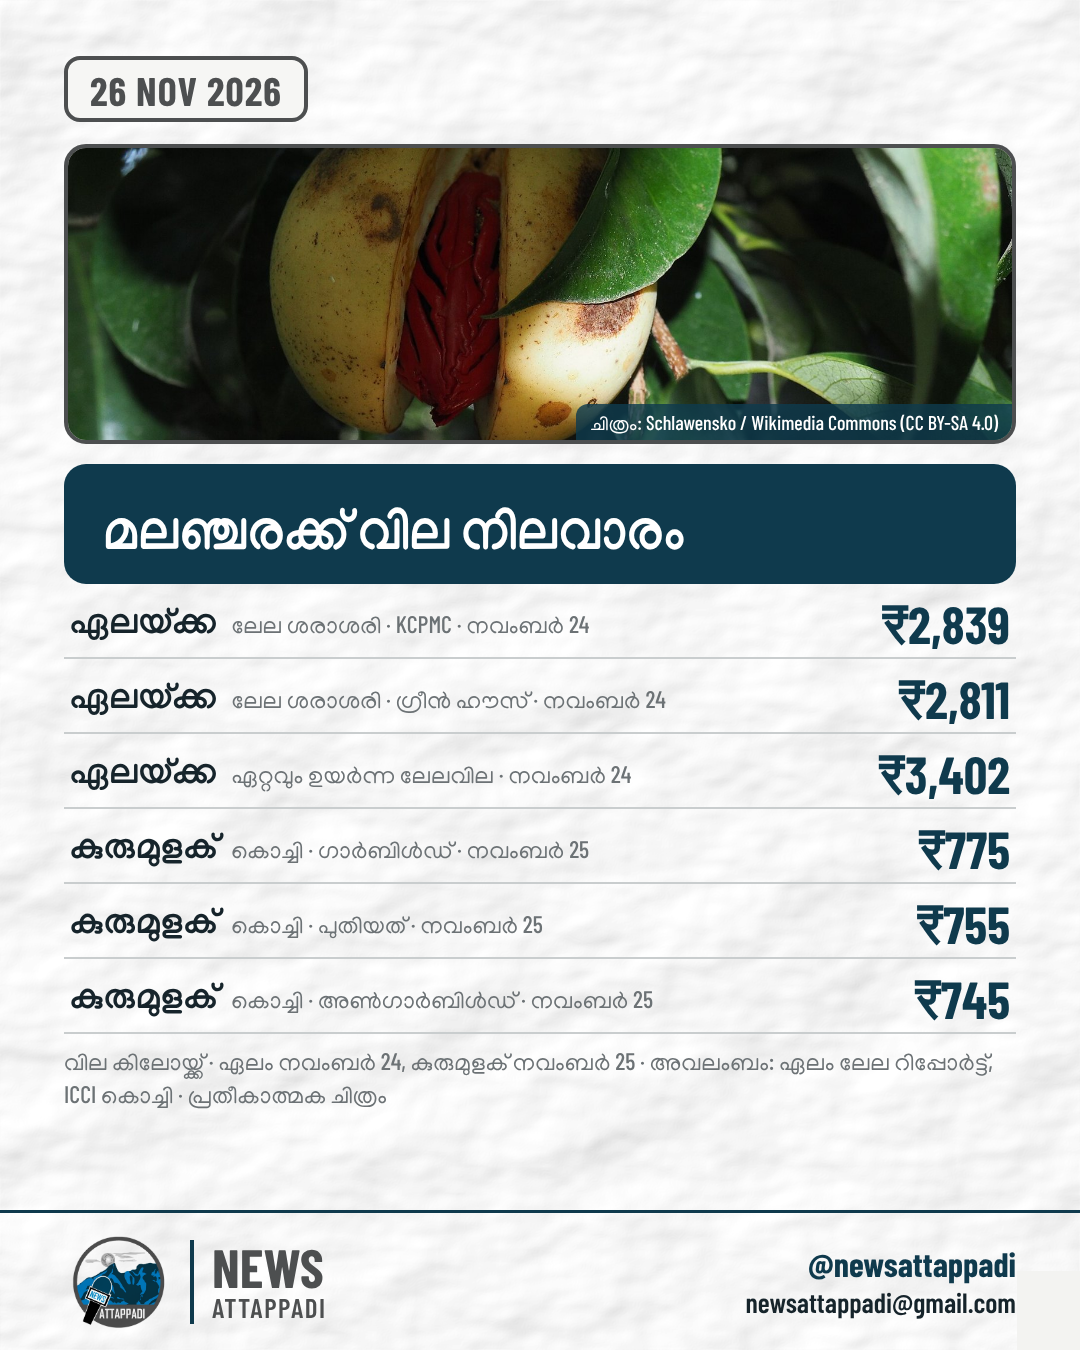 26 NOV 2026
ചിത്രം: Schlawensko / Wikimedia Commons (CC BY-SA 4.0)
മലഞ്ചരക്ക് വില നിലവാരം
ഏലയ്ക്ക ലേല ശരാശരി · KCPMC · നവംബർ 24 ₹2,839
ഏലയ്ക്ക ലേല ശരാശരി · ഗ്രീൻ ഹൗസ് · നവംബർ 24 ₹2,811
ഏലയ്ക്ക ഏറ്റവും ഉയർന്ന ലേലവില · നവംബർ 24 ₹3,402
കുരുമുളക് കൊച്ചി · ഗാർബിൾഡ് · നവംബർ 25 ₹775
കുരുമുളക് കൊച്ചി · പുതിയത് · നവംബർ 25 ₹755
കുരുമുളക് കൊച്ചി · അൺഗാർബിൾഡ് · നവംബർ 25 ₹745
വില കിലോയ്ക്ക് · ഏലം നവംബർ 24, കുരുമുളക് നവംബർ 25 · അവലംബം: ഏലം ലേല റിപ്പോർട്ട്,
ICCI കൊച്ചി · പ്രതീകാത്മക ചിത്രം
NEWS
ATTAPPADI
NEWS
ATTAPPADI
@newsattappadi
newsattappadi@gmail.com